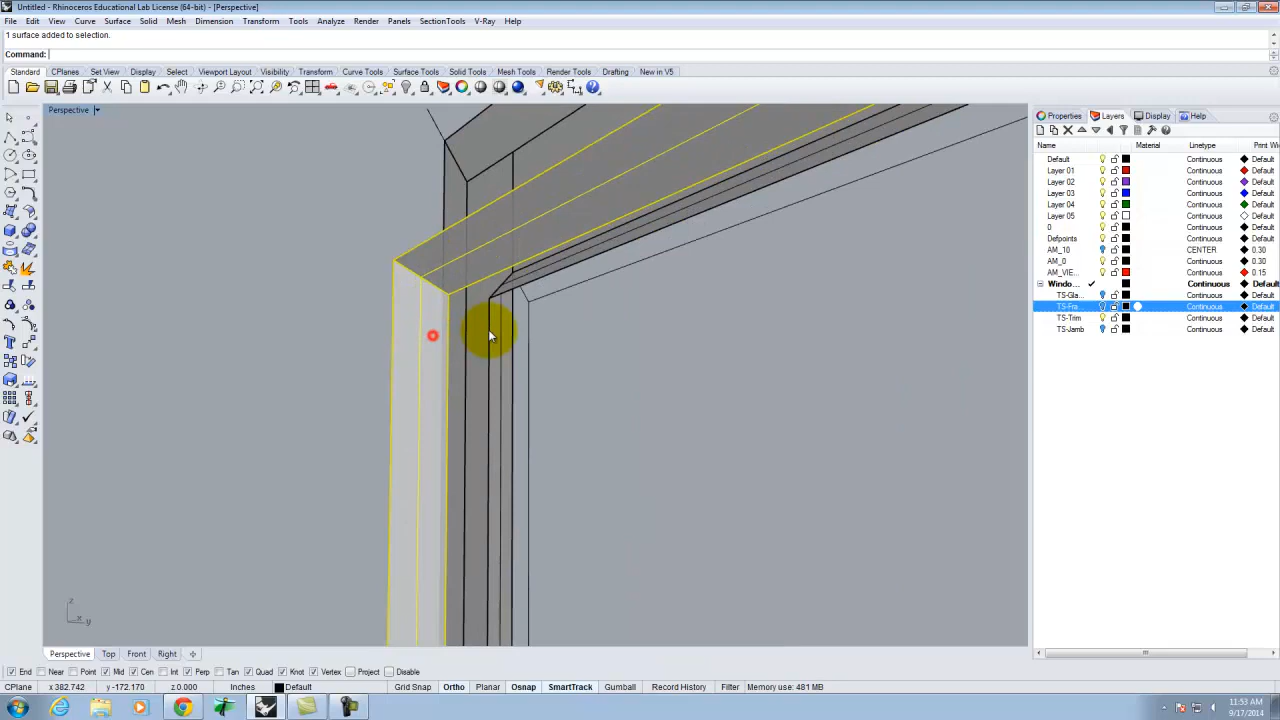 Untitled - Rhinoceros Educational Lab License (64-bit) - [Perspective]
File Edit View Curve Surface Solid Mesh Dimension Transform Tools Analyze Render Panels SectionTools V-Ray Help
1 surface added to selection.
Command:
Standard CPlanes Set View Display Select Viewport Layout Visibility Transform Curve Tools Surface Tools Solid Tools Mesh Tools Render Tools Drafting New in V5
Perspective
Properties Layers Display Help
Name Material Linetype Print Wi
Default Continuous Default
Layer 01 Continuous Default
Layer 02 Continuous Default
Layer 03 Continuous Default
Layer 04 Continuous Default
Layer 05 Continuous Default
0 Continuous Default
Defpoints Continuous Default
AM_10 CENTER 0.30
AM_0 Continuous 0.30
AM_VIE... Continuous 0.15
Windo... Continuous Default
TS-Gla... Continuous Default
TS-Fra... Continuous Default
TS-Trim Continuous Default
TS-Jamb Continuous Default
z
x y
Perspective Top Front Right
End Near Point Mid Cen Int Perp Tan Quad Knot Vertex Project Disable
CPlane x 382.742 y -172.170 z 0.000 Inches Default Grid Snap Ortho Planar Osnap SmartTrack Gumball Record History Filter Memory use: 481 MB
11:53 AM
9/17/2014